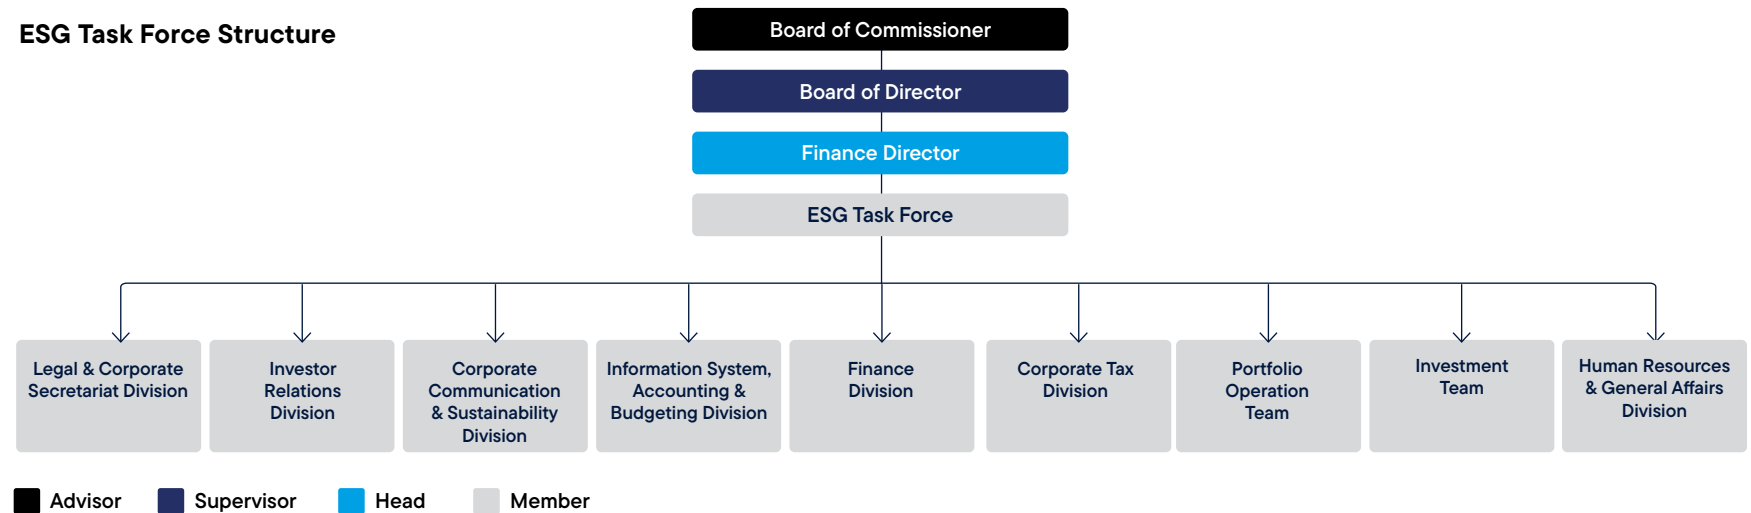 ESG Task Force Structure
Board of Commissioner
Board of Director
Finance Director
ESG Task Force
Legal & Corporate
Secretariat Division
Investor
Relations
Division
Corporate
Communication
& Sustainability
Division
Information System,
Accounting &
Budgeting Division
Finance
Division
Corporate Tax
Division
Portfolio
Operation
Team
Investment
Team
Human Resources
& General Affairs
Division
Advisor
Supervisor
Head
Member